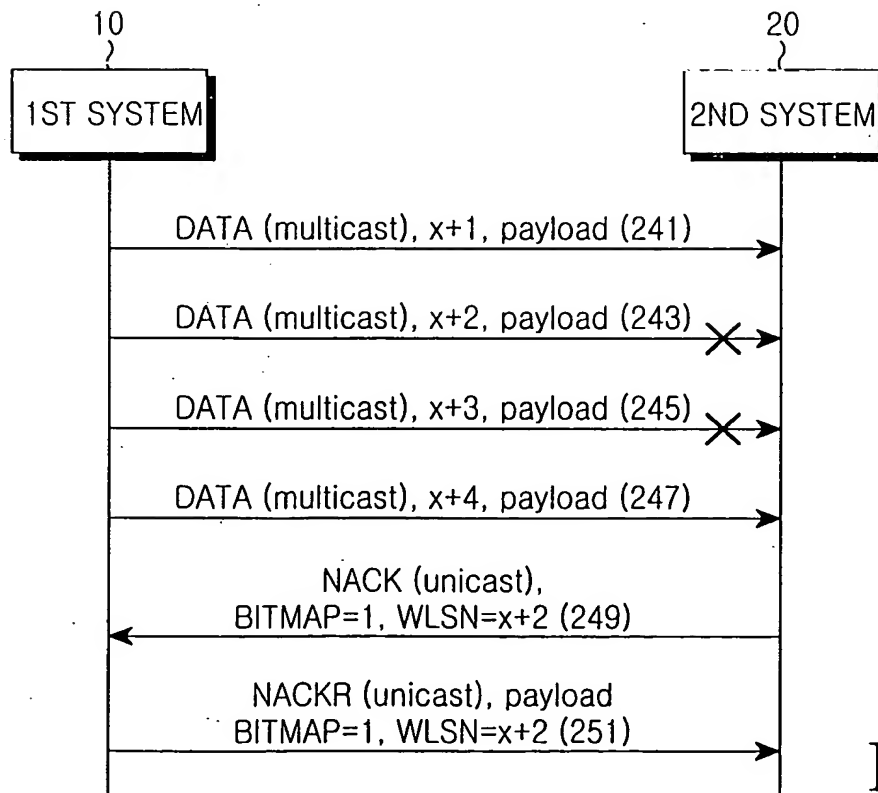 10
20
1ST SYSTEM
2ND SYSTEM
DATA (multicast), x+1, payload (241)
DATA (multicast), x+2, payload (243)
DATA (multicast), x+3, payload (245)
DATA (multicast), x+4, payload (247)
NACK (unicast),
BITMAP=1, WLSN=x+2 (249)
NACKR (unicast), payload
BITMAP=1, WLSN=x+2 (251)